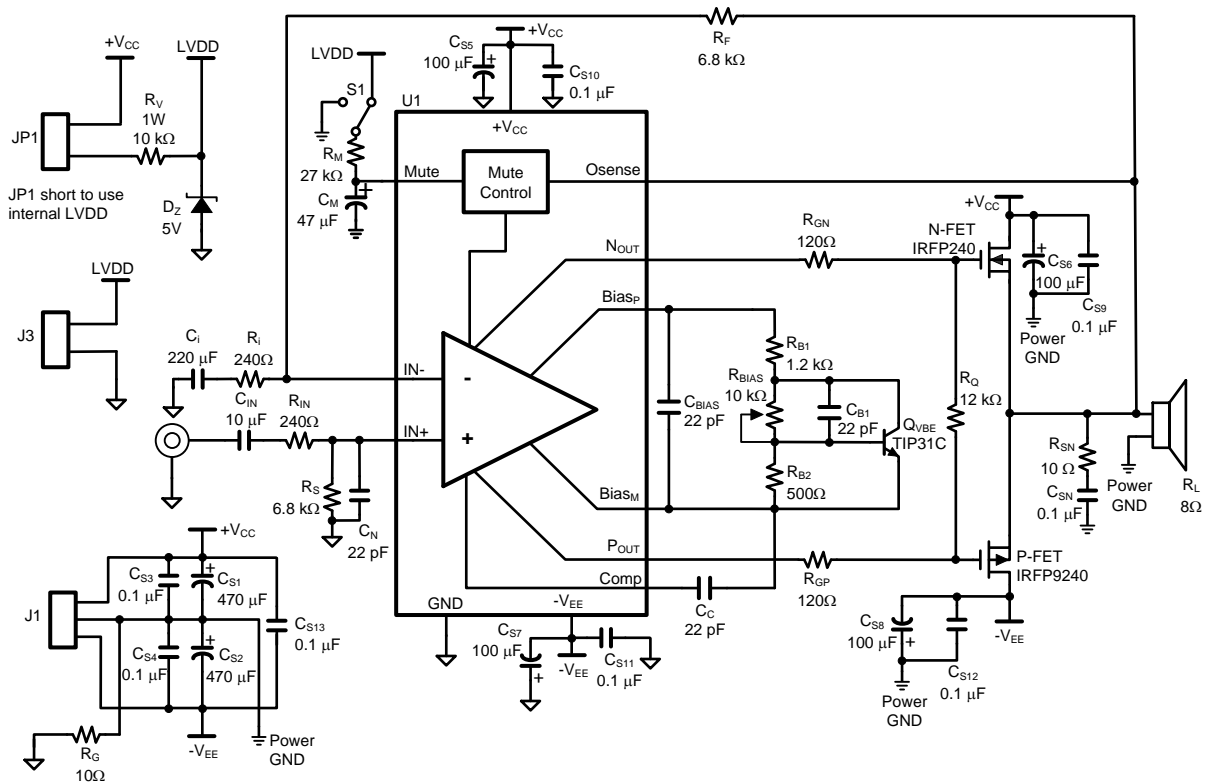 +VCC
LVDD
RV
1W
10 kΩ
JP1
JP1 short to use
internal LVDD
DZ
5V
LVDD
J3
Ci
220 µF
Ri
240Ω
CIN
10 µF
RIN
240Ω
RS
6.8 kΩ
CN
22 pF
+VCC
CS3
0.1 µF
CS1
470 µF
J1
CS13
0.1 µF
CS4
0.1 µF
CS2
470 µF
-VEE
Power
GND
RG
10Ω
LVDD
S1
RM
27 kΩ
CM
47 µF
CS5
100 µF
+VCC
CS10
0.1 µF
RF
6.8 kΩ
U1
+VCC
Mute
Mute
Control
Osense
NOUT
BiasP
IN-
-
IN+
+
BiasM
POUT
Comp
GND
-VEE
CS7
100 µF
-VEE
CS11
0.1 µF
CC
22 pF
CBIAS
22 pF
RB1
1.2 kΩ
RBIAS
10 kΩ
CB1
22 pF
QVBE
TIP31C
RB2
500Ω
RGN
120Ω
RGP
120Ω
RQ
12 kΩ
+VCC
N-FET
IRFP240
CS6
100 µF
CS9
0.1 µF
Power
GND
RSN
10 Ω
CSN
0.1 µF
Power
GND
RL
8Ω
P-FET
IRFP9240
CS8
100 µF
CS12
0.1 µF
-VEE
Power
GND